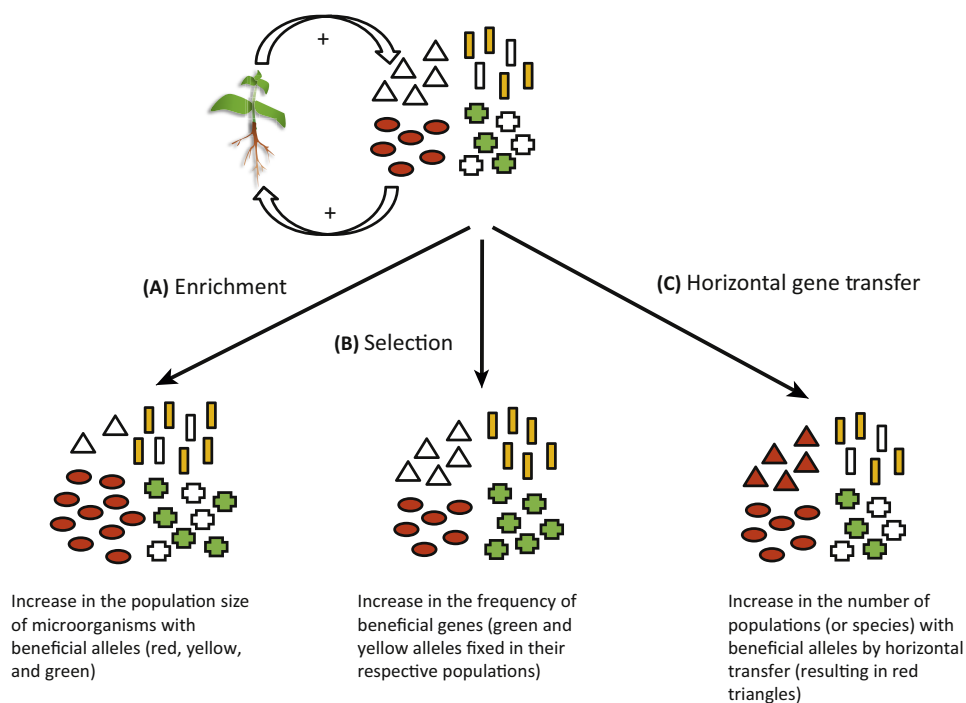 +
+
(A) Enrichment
(B) Selection
(C) Horizontal gene transfer
Increase in the population size
of microorganisms with
beneficial alleles (red, yellow,
and green)
Increase in the frequency of
beneficial genes (green and
yellow alleles fixed in their
respective populations)
Increase in the number of
populations (or species) with
beneficial alleles by horizontal
transfer (resulting in red
triangles)